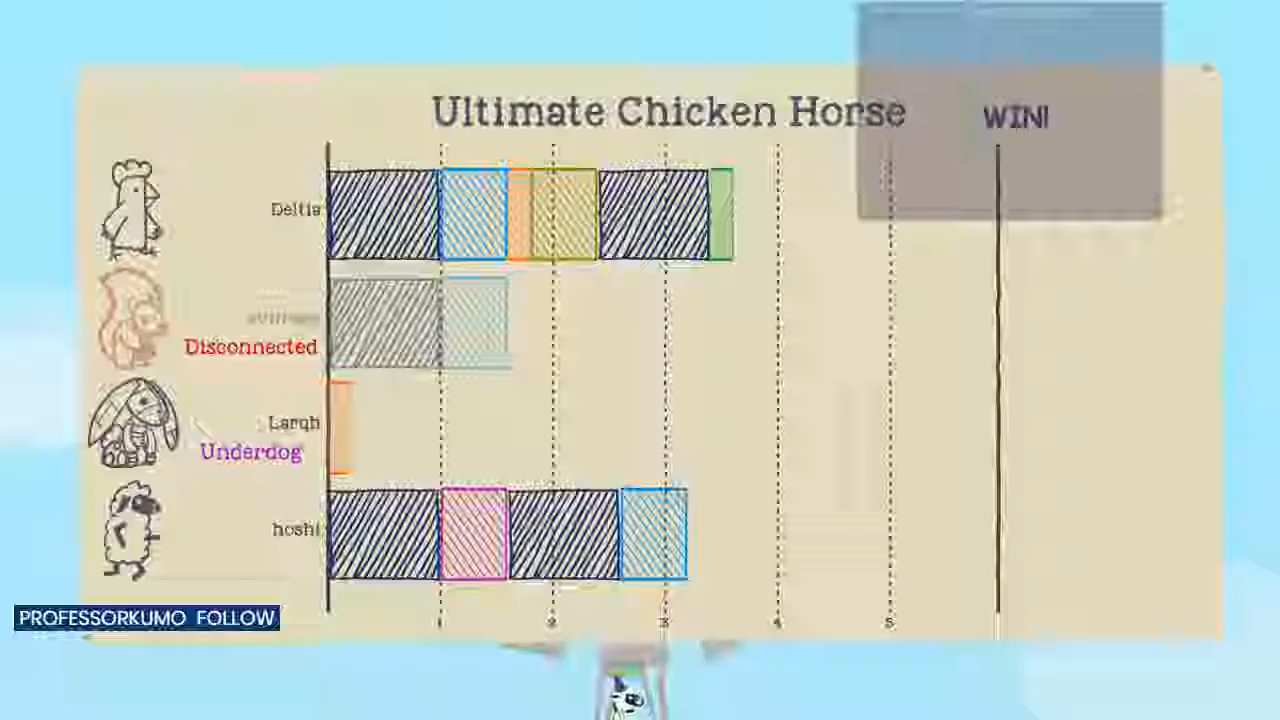 Ultimate Chicken Horse
WIN!
Deltia
Disconnected
Larqh
Underdog
hoshi
PROFESSORKUMO FOLLOW
1 2 3 4 5